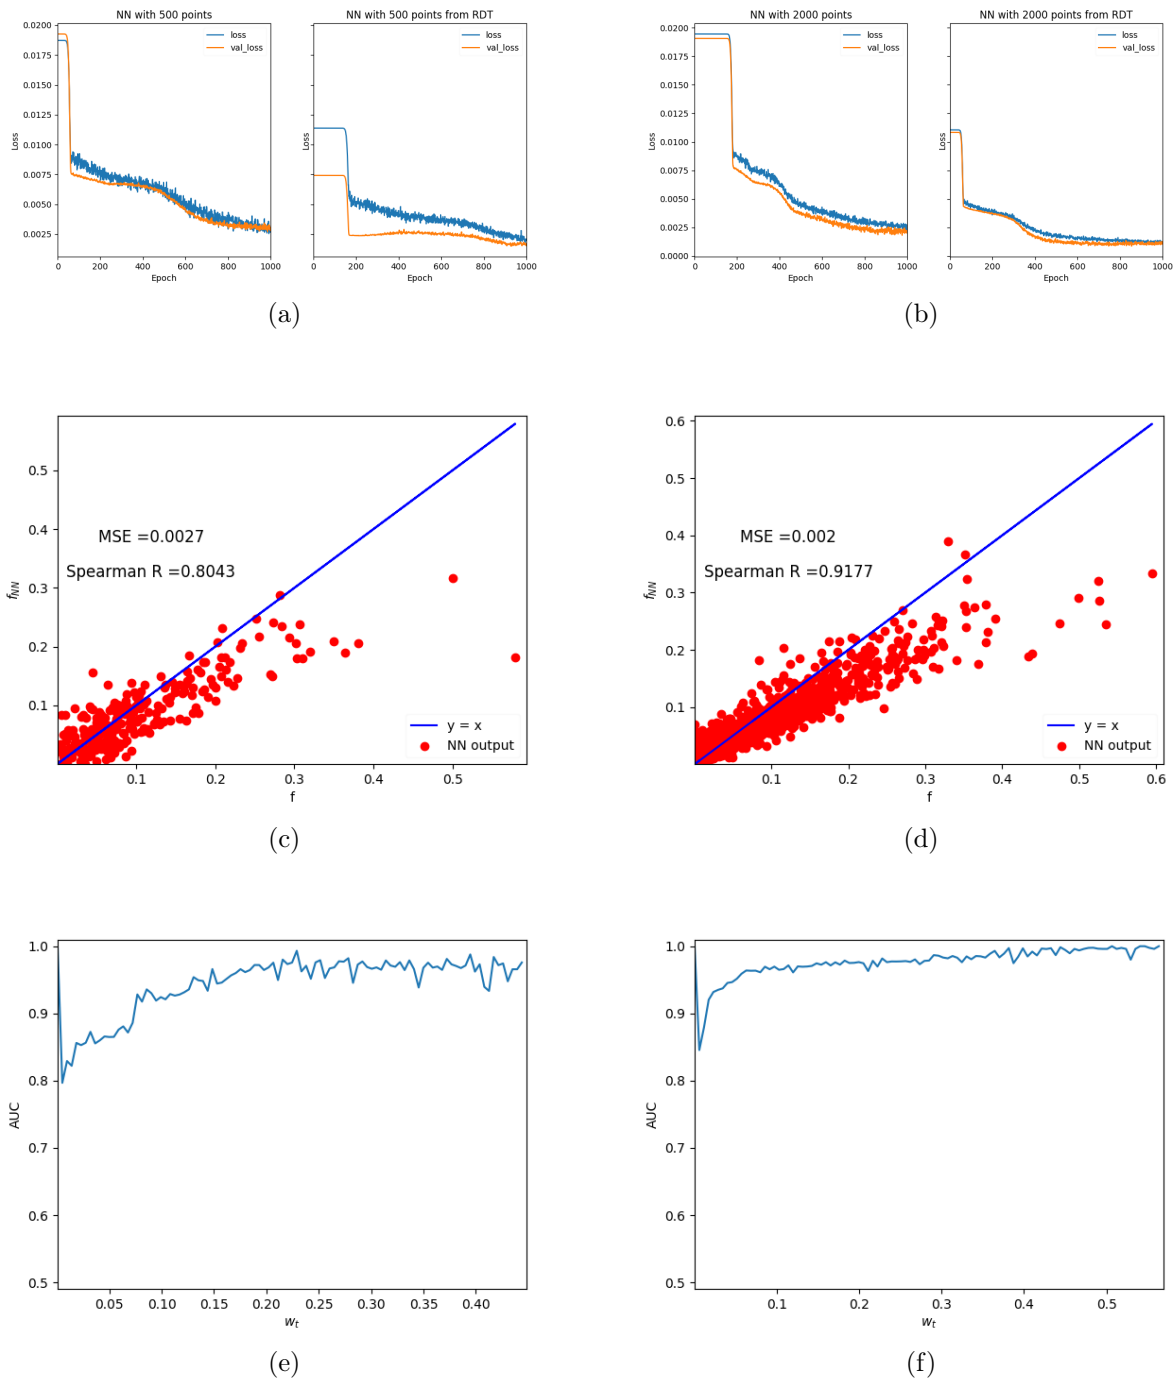 NN with 500 points
NN with 500 points from RDT
0.0200
0.0175
0.0150
0.0125
0.0100
0.0075
0.0050
0.0025
Loss
loss
val_loss
0 200 400 600 800 1000
Epoch
Loss
loss
val_loss
0 200 400 600 800 1000
Epoch
(a)
NN with 2000 points
NN with 2000 points from RDT
0.0200
0.0175
0.0150
0.0125
0.0100
0.0075
0.0050
0.0025
0.0000
Loss
loss
val_loss
0 200 400 600 800 1000
Epoch
Loss
loss
val_loss
0 200 400 600 800 1000
Epoch
(b)
0.5
0.4
0.3
0.2
0.1
f_NN
MSE =0.0027
Spearman R =0.8043
y = x
NN output
0.1 0.2 0.3 0.4 0.5
f
(c)
0.6
0.5
0.4
0.3
0.2
0.1
f_NN
MSE =0.002
Spearman R =0.9177
y = x
NN output
0.1 0.2 0.3 0.4 0.5 0.6
f
(d)
1.0
0.9
0.8
0.7
0.6
0.5
AUC
0.05 0.10 0.15 0.20 0.25 0.30 0.35 0.40
w_t
(e)
1.0
0.9
0.8
0.7
0.6
0.5
AUC
0.1 0.2 0.3 0.4 0.5
w_t
(f)